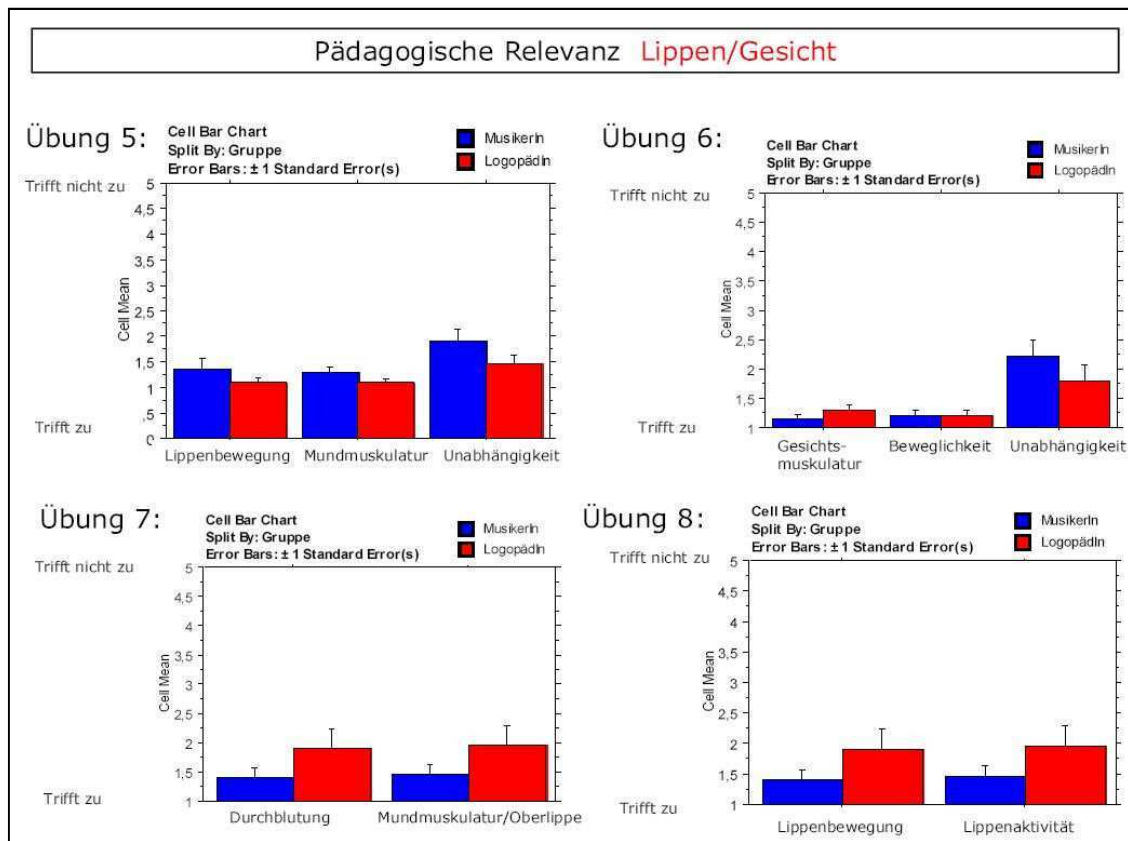 Pädagogische Relevanz Lippen/Gesicht
Übung 5:
Cell Bar Chart
Split By: Gruppe
Error Bars: ± 1 Standard Error(s)
MusikerIn
LogopädIn
Trifft nicht zu
Trifft zu
Cell Mean
5
4,5
4
3,5
3
2,5
2
1,5
1
,5
0
Lippenbewegung Mundmuskulatur Unabhängigkeit
Übung 6:
Cell Bar Chart
Split By: Gruppe
Error Bars: ± 1 Standard Error(s)
MusikerIn
LogopädIn
Trifft nicht zu
Trifft zu
Cell Mean
5
4,5
4
3,5
3
2,5
2
1,5
1
Gesichts- Beweglichkeit Unabhängigkeit
muskulatur
Übung 7:
Cell Bar Chart
Split By: Gruppe
Error Bars: ± 1 Standard Error(s)
MusikerIn
LogopädIn
Trifft nicht zu
Trifft zu
Cell Mean
5
4,5
4
3,5
3
2,5
2
1,5
1
Durchblutung Mundmuskulatur/Oberlippe
Übung 8:
Cell Bar Chart
Split By: Gruppe
Error Bars: ± 1 Standard Error(s)
MusikerIn
LogopädIn
Trifft nicht zu
Trifft zu
Cell Mean
5
4,5
4
3,5
3
2,5
2
1,5
1
Lippenbewegung Lippenaktivität